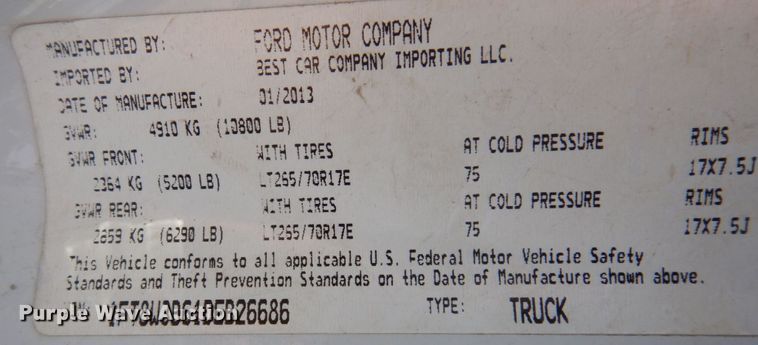 MANUFACTURED BY: FORD MOTOR COMPANY
IMPORTED BY: BEST CAR COMPANY IMPORTING LLC.
DATE OF MANUFACTURE: 01/2013
GVWR: 4910 KG (10800 LB)
GVWR FRONT: WITH TIRES AT COLD PRESSURE RIMS
2364 KG (5200 LB) LT265/70R17E 75 17X7.5J
GVWR REAR: WITH TIRES AT COLD PRESSURE RIMS
2859 KG (6290 LB) LT265/70R17E 75 17X7.5J
This Vehicle conforms to all applicable U.S. Federal Motor Vehicle Safety
Standards and Theft Prevention Standards on the Date of Manufacture shown above.
TYPE: TRUCK
Purple Wave Auction